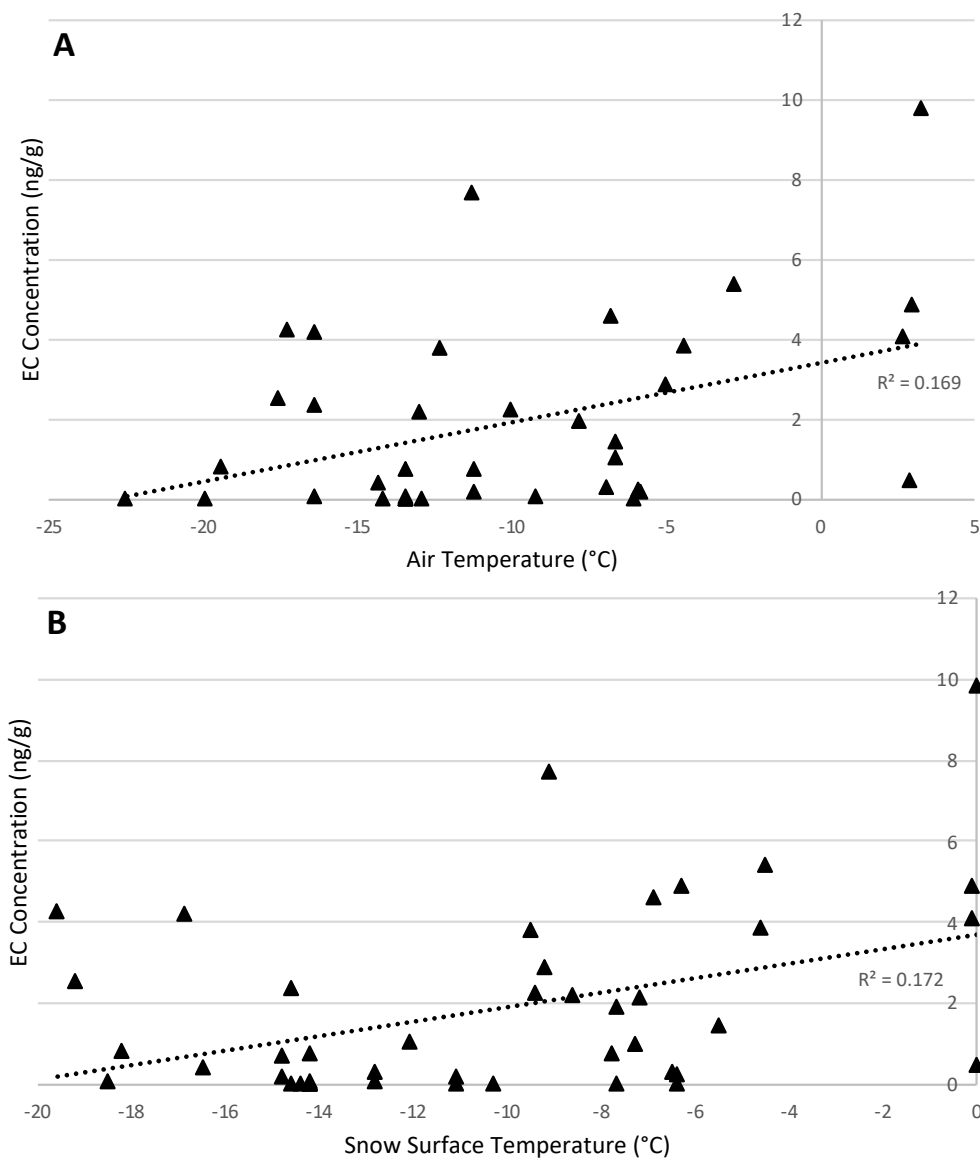 A
EC Concentration (ng/g)
12
10
8
6
4
2
0
R² = 0.169
-25 -20 -15 -10 -5 0 5
Air Temperature (°C)
B
EC Concentration (ng/g)
12
10
8
6
4
2
0
R² = 0.172
-20 -18 -16 -14 -12 -10 -8 -6 -4 -2 0
Snow Surface Temperature (°C)